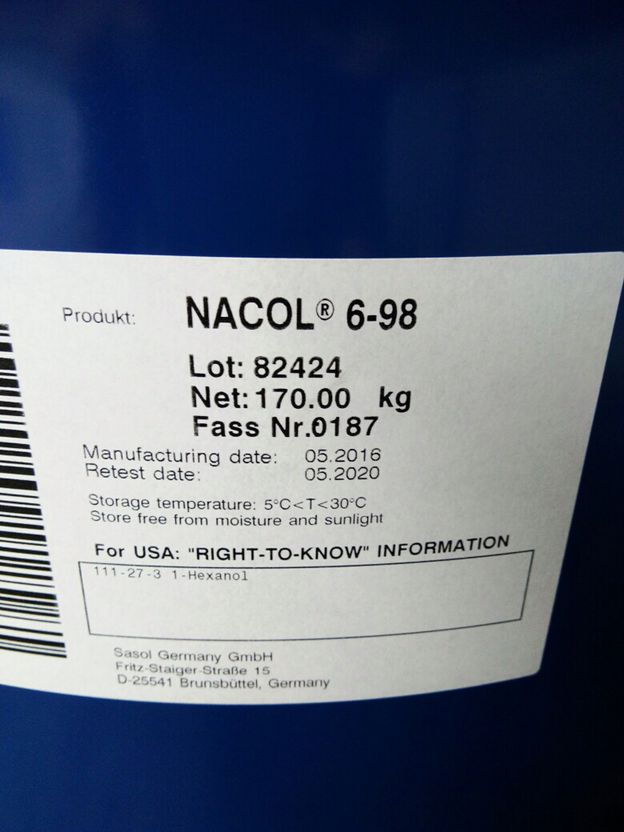 Produkt: NACOL® 6-98
Lot: 82424
Net: 170.00 kg
Fass Nr.0187
Manufacturing date: 05.2016
Retest date: 05.2020
Storage temperature: 5°C<T<30°C
Store free from moisture and sunlight
For USA: "RIGHT-TO-KNOW" INFORMATION
111-27-3 1-Hexanol
Sasol Germany GmbH
Fritz-Staiger-Straße 15
D-25541 Brunsbüttel, Germany